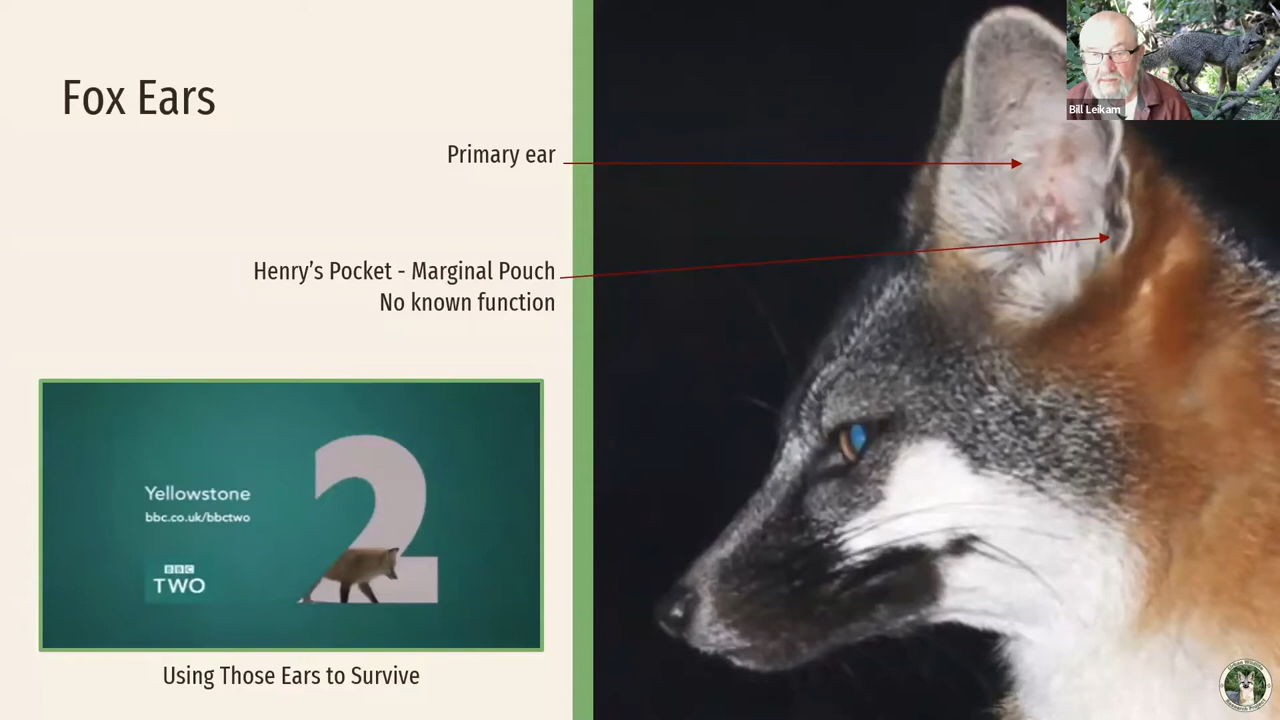 Fox Ears
Primary ear
Henry's Pocket - Marginal Pouch
No known function
Yellowstone
bbc.co.uk/bbctwo
BBC
TWO
2
Using Those Ears to Survive
Bill Leikam